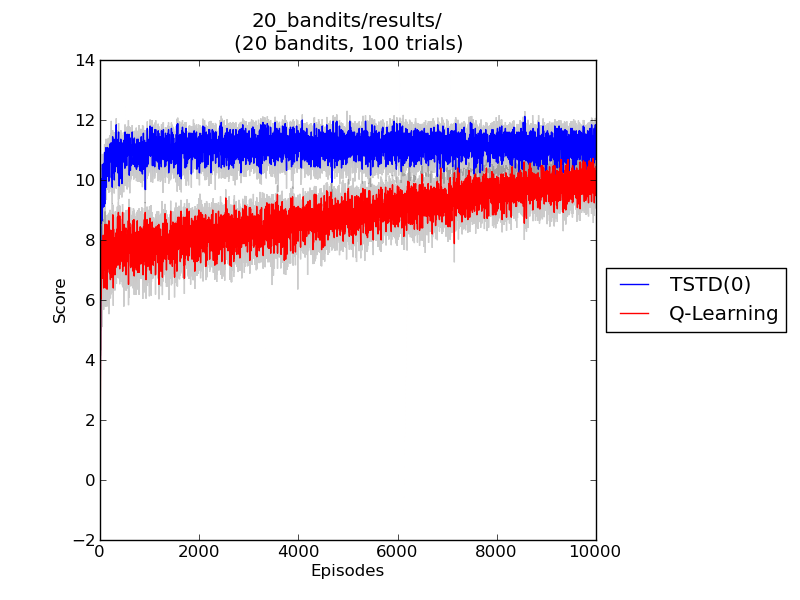 20_bandits/results/
(20 bandits, 100 trials)
14
12
10
8
6
4
2
0
−2
Score
0 2000 4000 6000 8000 10000
Episodes
TSTD(0)
Q-Learning